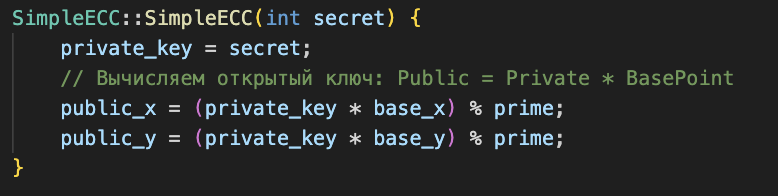 SimpleECC::SimpleECC(int secret) {
    private_key = secret;
    // Вычисляем открытый ключ: Public = Private * BasePoint
    public_x = (private_key * base_x) % prime;
    public_y = (private_key * base_y) % prime;
}